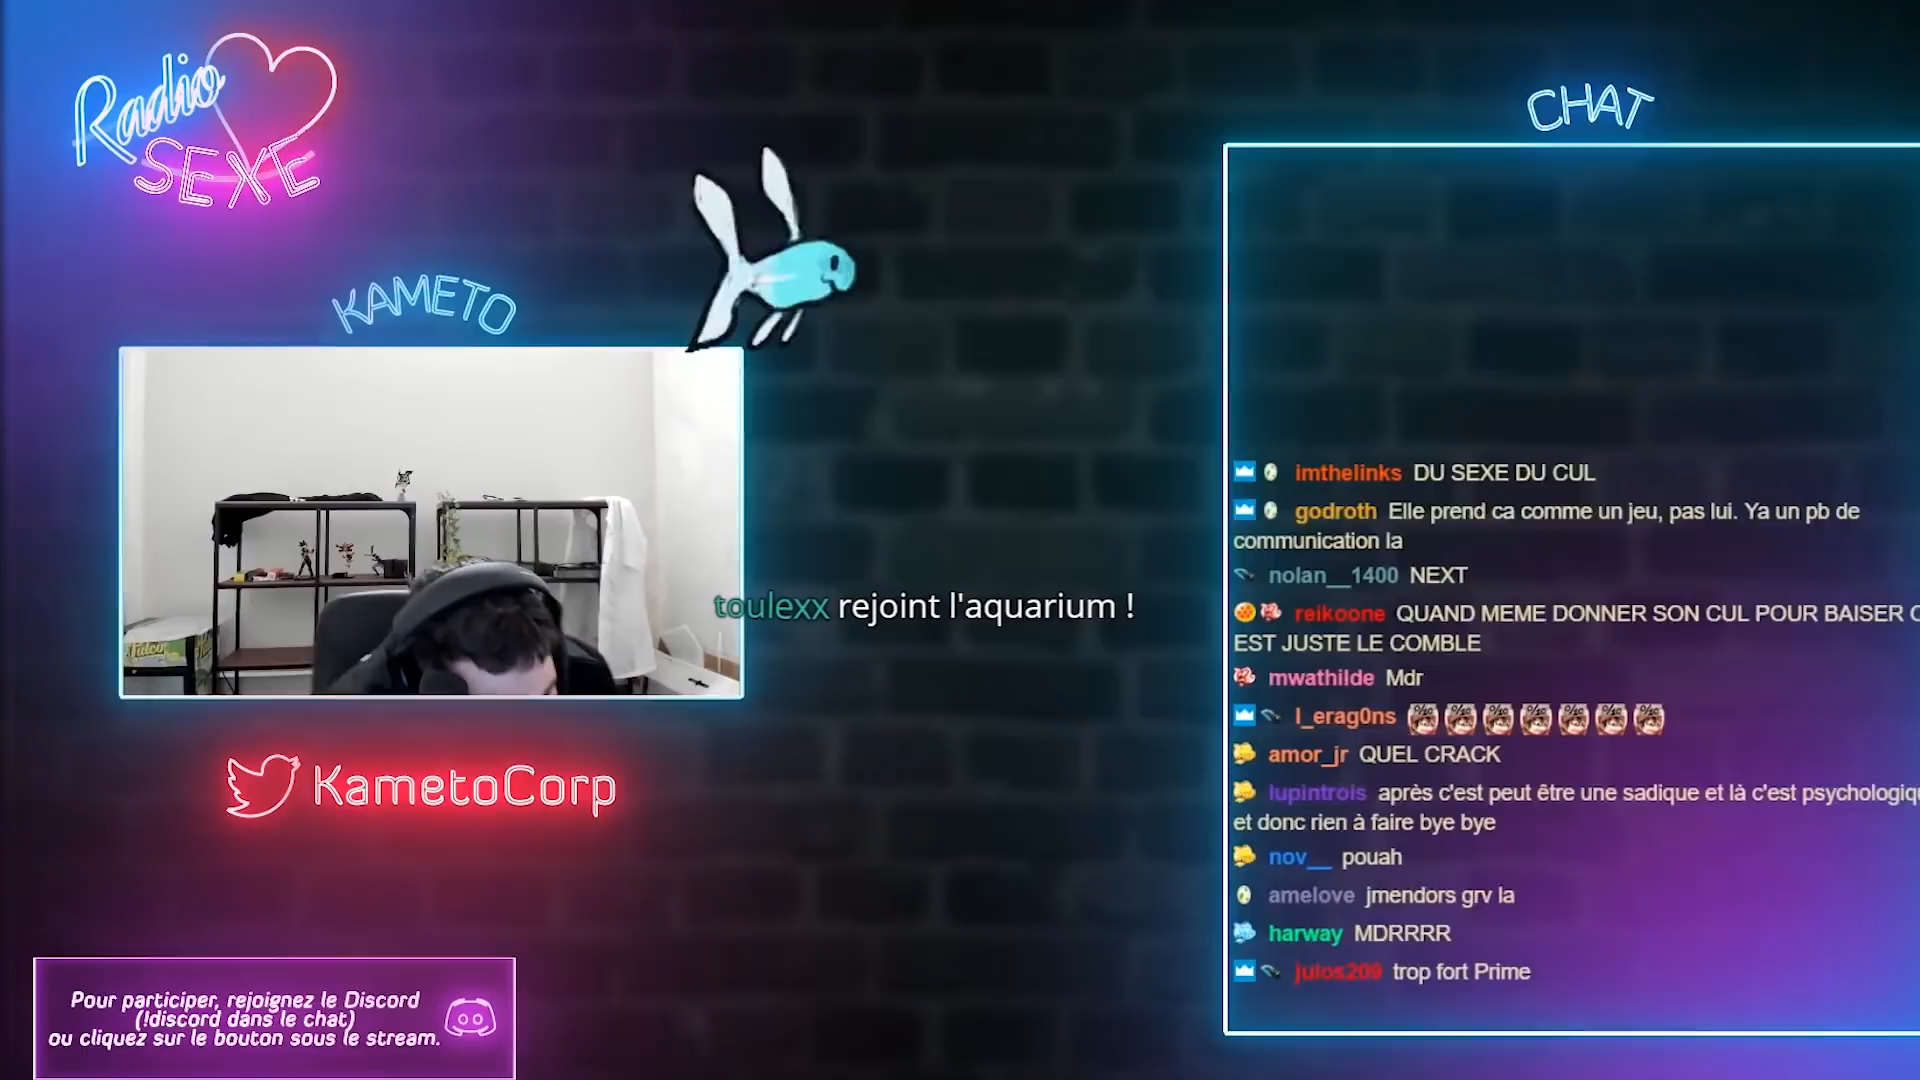 Radio
SEXE
KAMETO
KametoCorp
Pour participer, rejoignez le Discord
(!discord dans le chat)
ou cliquez sur le bouton sous le stream.
toulexx rejoint l'aquarium !
CHAT
imthelinks DU SEXE DU CUL
godroth Elle prend ca comme un jeu, pas lui. Ya un pb de
communication la
nolan__1400 NEXT
reikoone QUAND MEME DONNER SON CUL POUR BAISER C
EST JUSTE LE COMBLE
mwathilde Mdr
l_erag0ns
amor_jr QUEL CRACK
lupintrois après c'est peut être une sadique et là c'est psychologiqu
et donc rien à faire bye bye
nov__ pouah
amelove jmendors grv la
harway MDRRRR
julos209 trop fort Prime